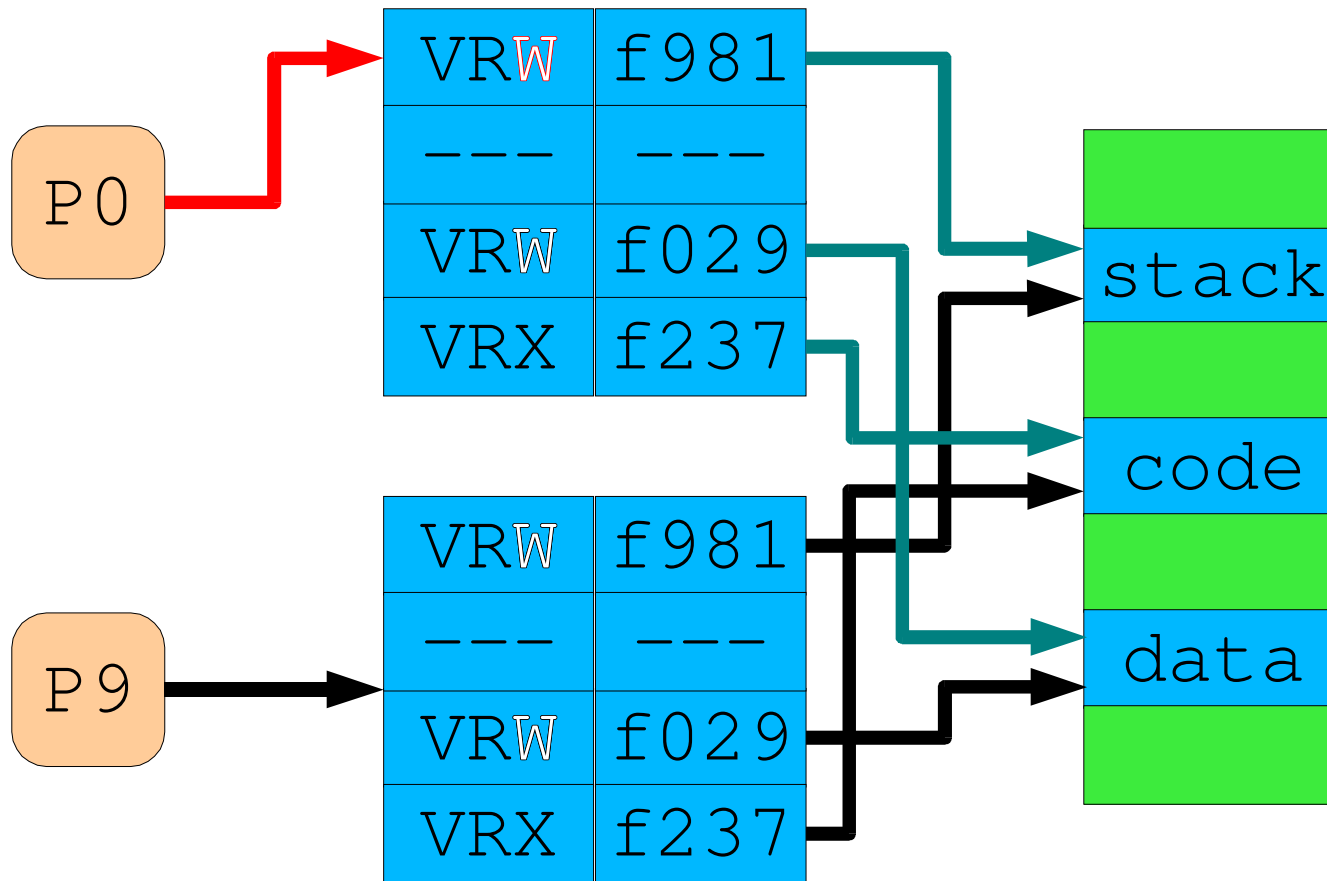 P0
VRW f981
--- ---
VRW f029
VRX f237
P9
VRW f981
--- ---
VRW f029
VRX f237
stack
code
data